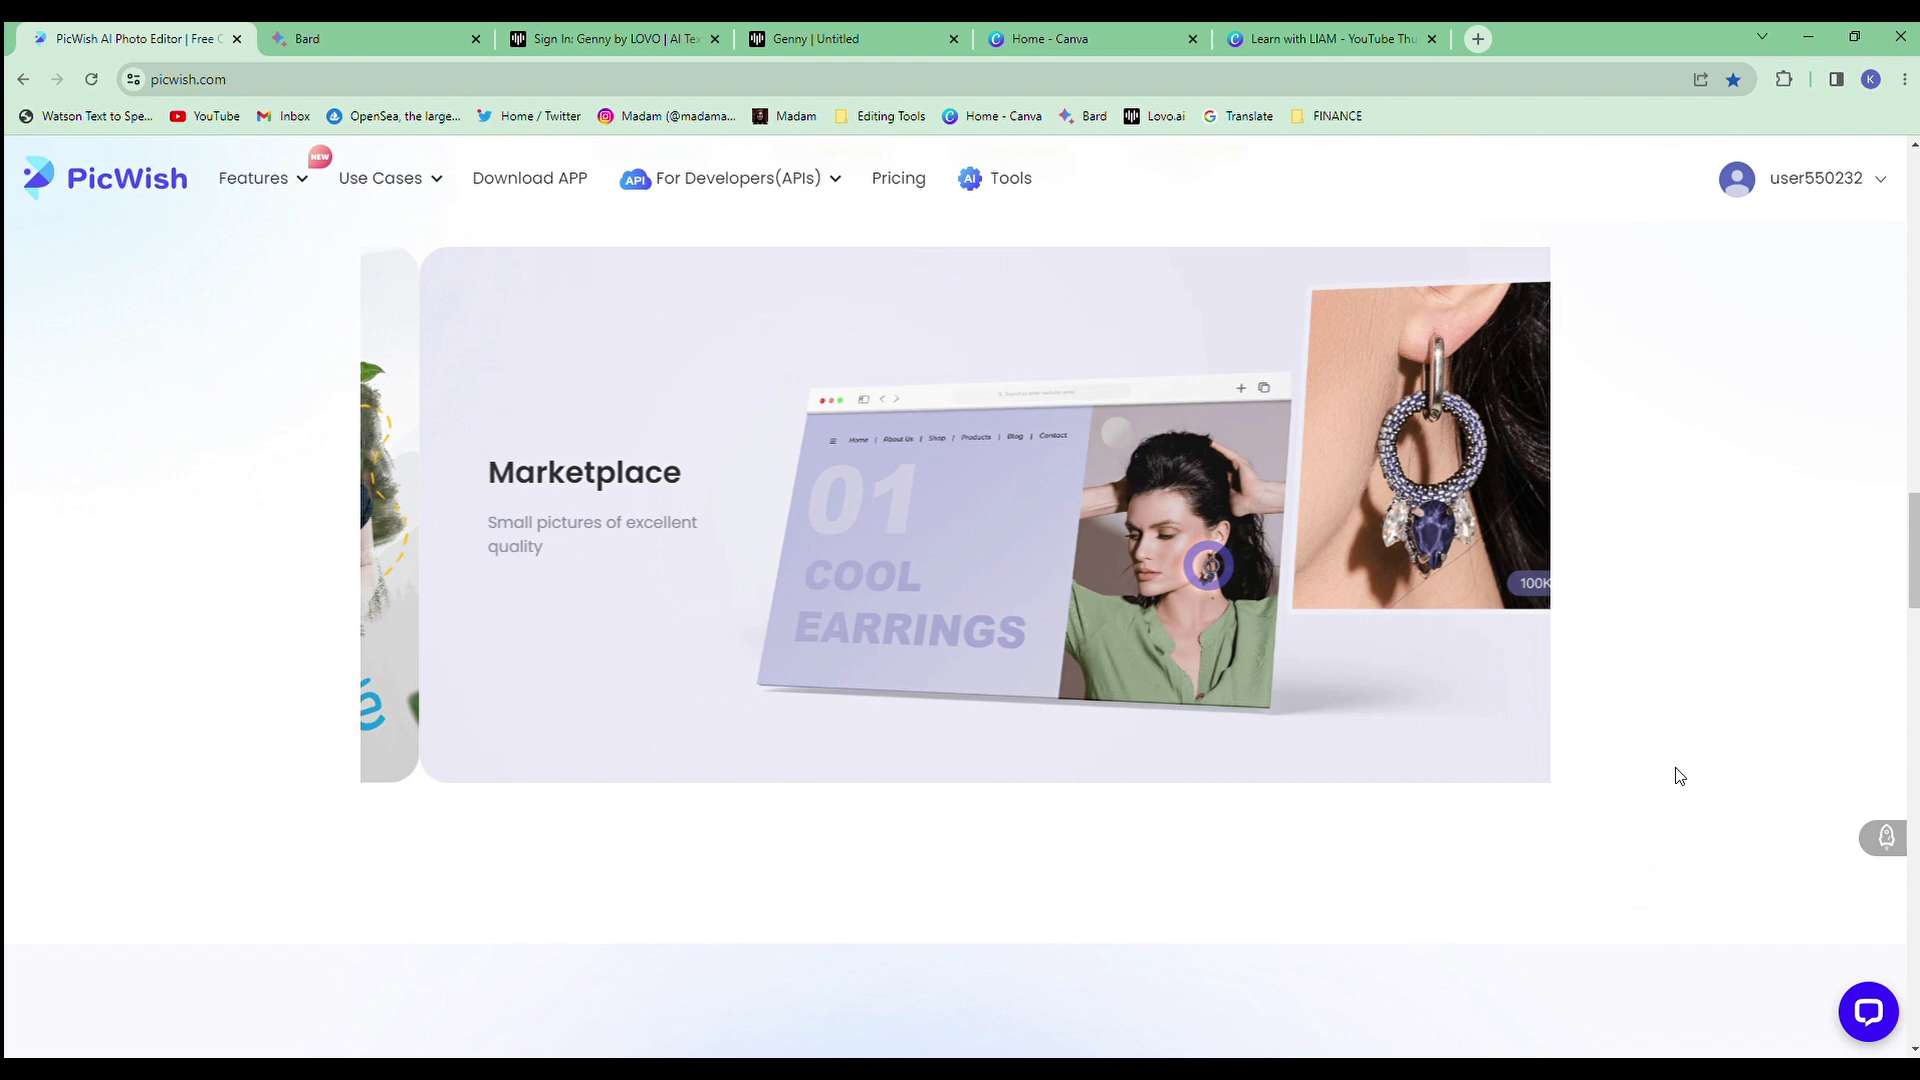 PicWish AI Photo Editor | Free
Bard
Sign In: Genny by LOVO | AI Te
Genny | Untitled
Home - Canva
Learn with LIAM - YouTube Thu
picwish.com
K
Watson Text to Spe...
YouTube
Inbox
OpenSea, the large...
Home / Twitter
Madam (@madama...
Madam
Editing Tools
Home - Canva
Bard
Lovo.ai
Translate
FINANCE
PicWish
Features
NEW
Use Cases
Download APP
API
For Developers(APIs)
Pricing
AI
Tools
user550232
Marketplace
Small pictures of excellent
quality
Home | About Us | Shop / Products | Blog | Contact
01
COOL
EARRINGS
100K
é